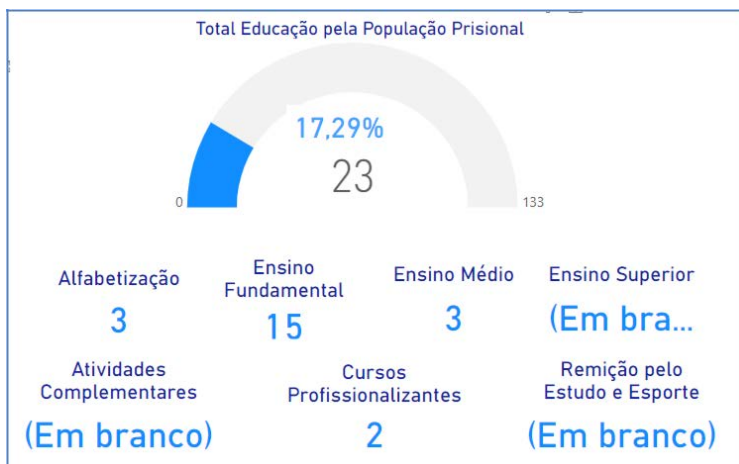 Total Educação pela População Prisional
17,29%
23
0
133
Alfabetização
3
Ensino
Fundamental
15
Ensino Médio
3
Ensino Superior
(Em bra...
Atividades
Complementares
(Em branco)
Cursos
Profissionalizantes
2
Remição pelo
Estudo e Esporte
(Em branco)